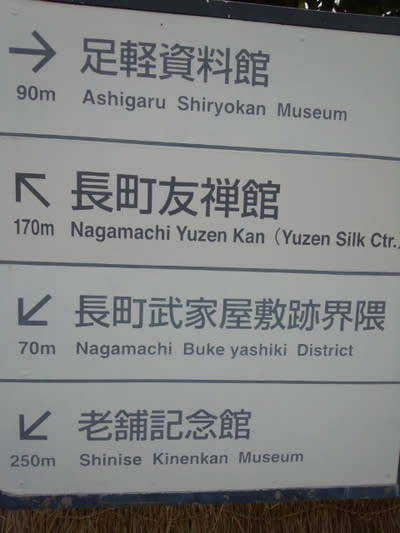 → 足軽資料館
90m Ashigaru Shiryokan Museum
↖ 長町友禅館
170m Nagamachi Yuzen Kan (Yuzen Silk Ctr.)
↙ 長町武家屋敷跡界隈
70m Nagamachi Buke yashiki District
↙ 老舗記念館
250m Shinise Kinenkan Museum